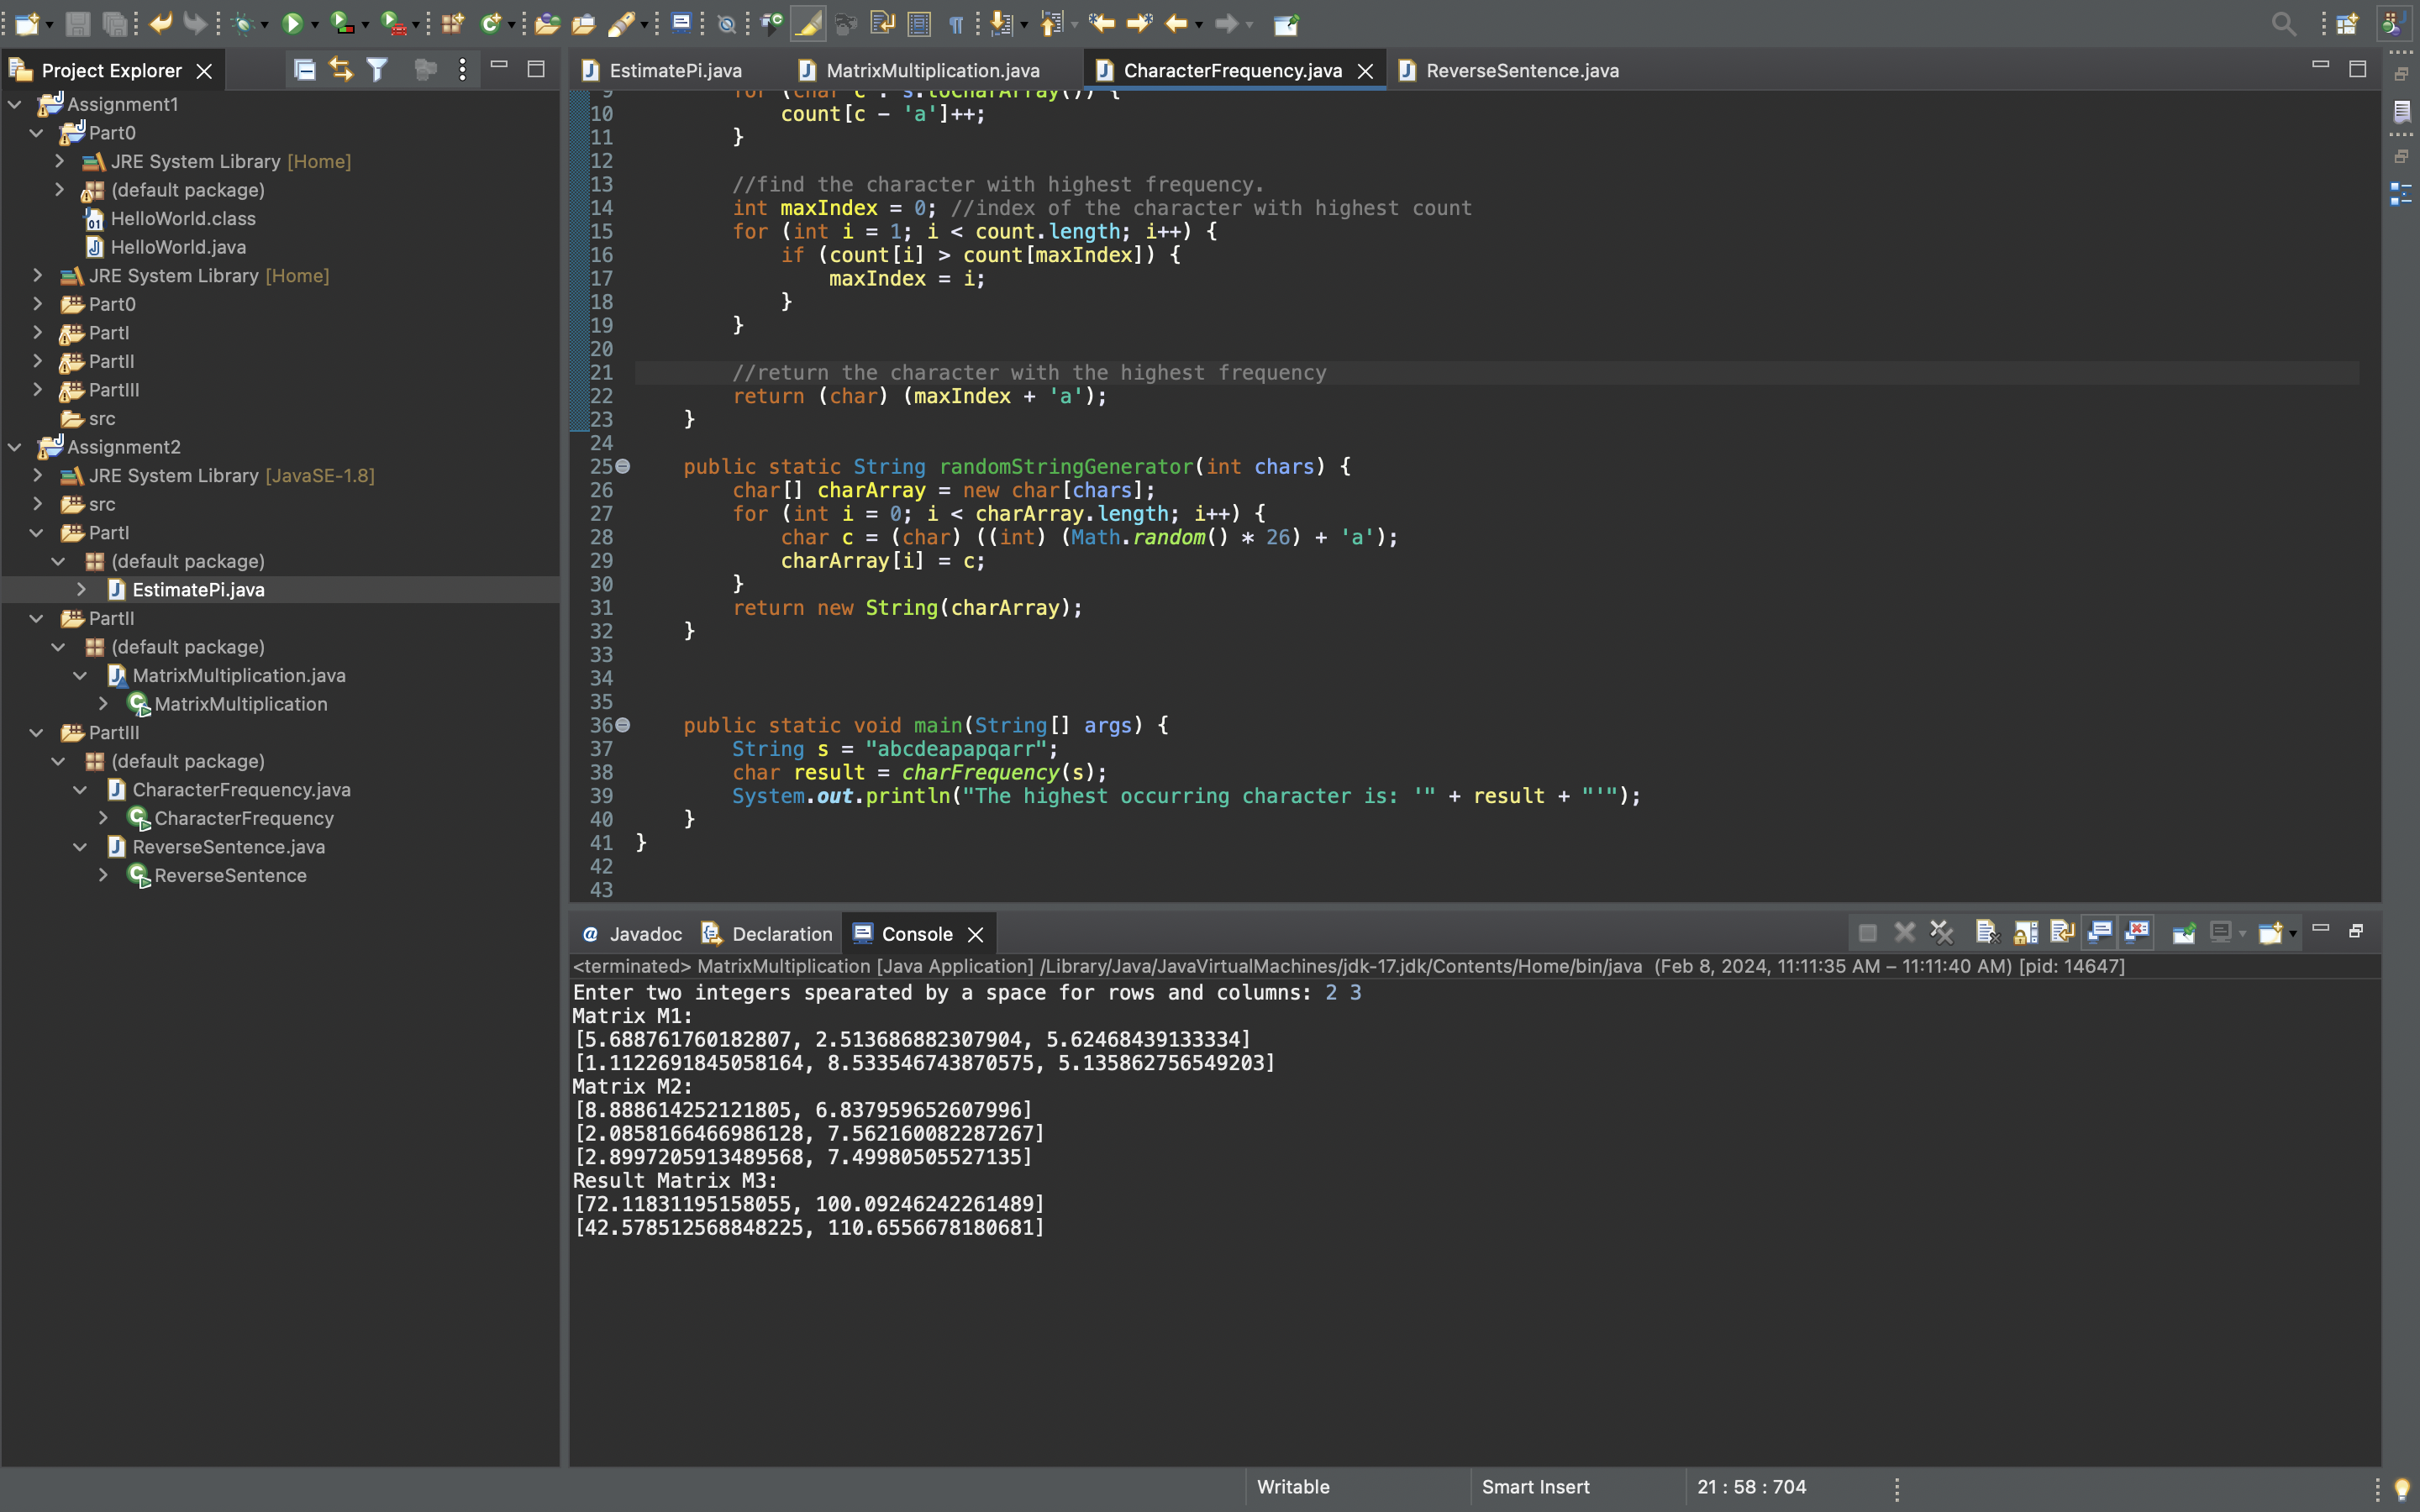 Project Explorer
Assignment1
Part0
JRE System Library [Home]
(default package)
HelloWorld.class
HelloWorld.java
JRE System Library [Home]
Part0
PartI
PartII
PartIII
src
Assignment2
JRE System Library [JavaSE-1.8]
src
PartI
(default package)
EstimatePi.java
PartII
(default package)
MatrixMultiplication.java
MatrixMultiplication
PartIII
(default package)
CharacterFrequency.java
CharacterFrequency
ReverseSentence.java
ReverseSentence
EstimatePi.java MatrixMultiplication.java CharacterFrequency.java ReverseSentence.java
9 for (char c : s.toCharArray()) {
10 count[c - 'a']++;
11 }
12
13 //find the character with highest frequency.
14 int maxIndex = 0; //index of the character with highest count
15 for (int i = 1; i < count.length; i++) {
16 if (count[i] > count[maxIndex]) {
17 maxIndex = i;
18 }
19 }
20
21 //return the character with the highest frequency
22 return (char) (maxIndex + 'a');
23 }
24
25 public static String randomStringGenerator(int chars) {
26 char[] charArray = new char[chars];
27 for (int i = 0; i < charArray.length; i++) {
28 char c = (char) ((int) (Math.random() * 26) + 'a');
29 charArray[i] = c;
30 }
31 return new String(charArray);
32 }
33
34
35
36 public static void main(String[] args) {
37 String s = "abcdeapapqarr";
38 char result = charFrequency(s);
39 System.out.println("The highest occurring character is: '" + result + "'");
40 }
41 }
42
43
Javadoc Declaration Console
<terminated> MatrixMultiplication [Java Application] /Library/Java/JavaVirtualMachines/jdk-17.jdk/Contents/Home/bin/java (Feb 8, 2024, 11:11:35 AM – 11:11:40 AM) [pid: 14647]
Enter two integers spearated by a space for rows and columns: 2 3
Matrix M1:
[5.688761760182807, 2.513686882307904, 5.62468439133334]
[1.1122691845058164, 8.533546743870575, 5.135862756549203]
Matrix M2:
[8.888614252121805, 6.837959652607996]
[2.0858166466986128, 7.562160082287267]
[2.8997205913489568, 7.49980505527135]
Result Matrix M3:
[72.11831195158055, 100.09246242261489]
[42.578512568848225, 110.6556678180681]
Writable Smart Insert 21 : 58 : 704